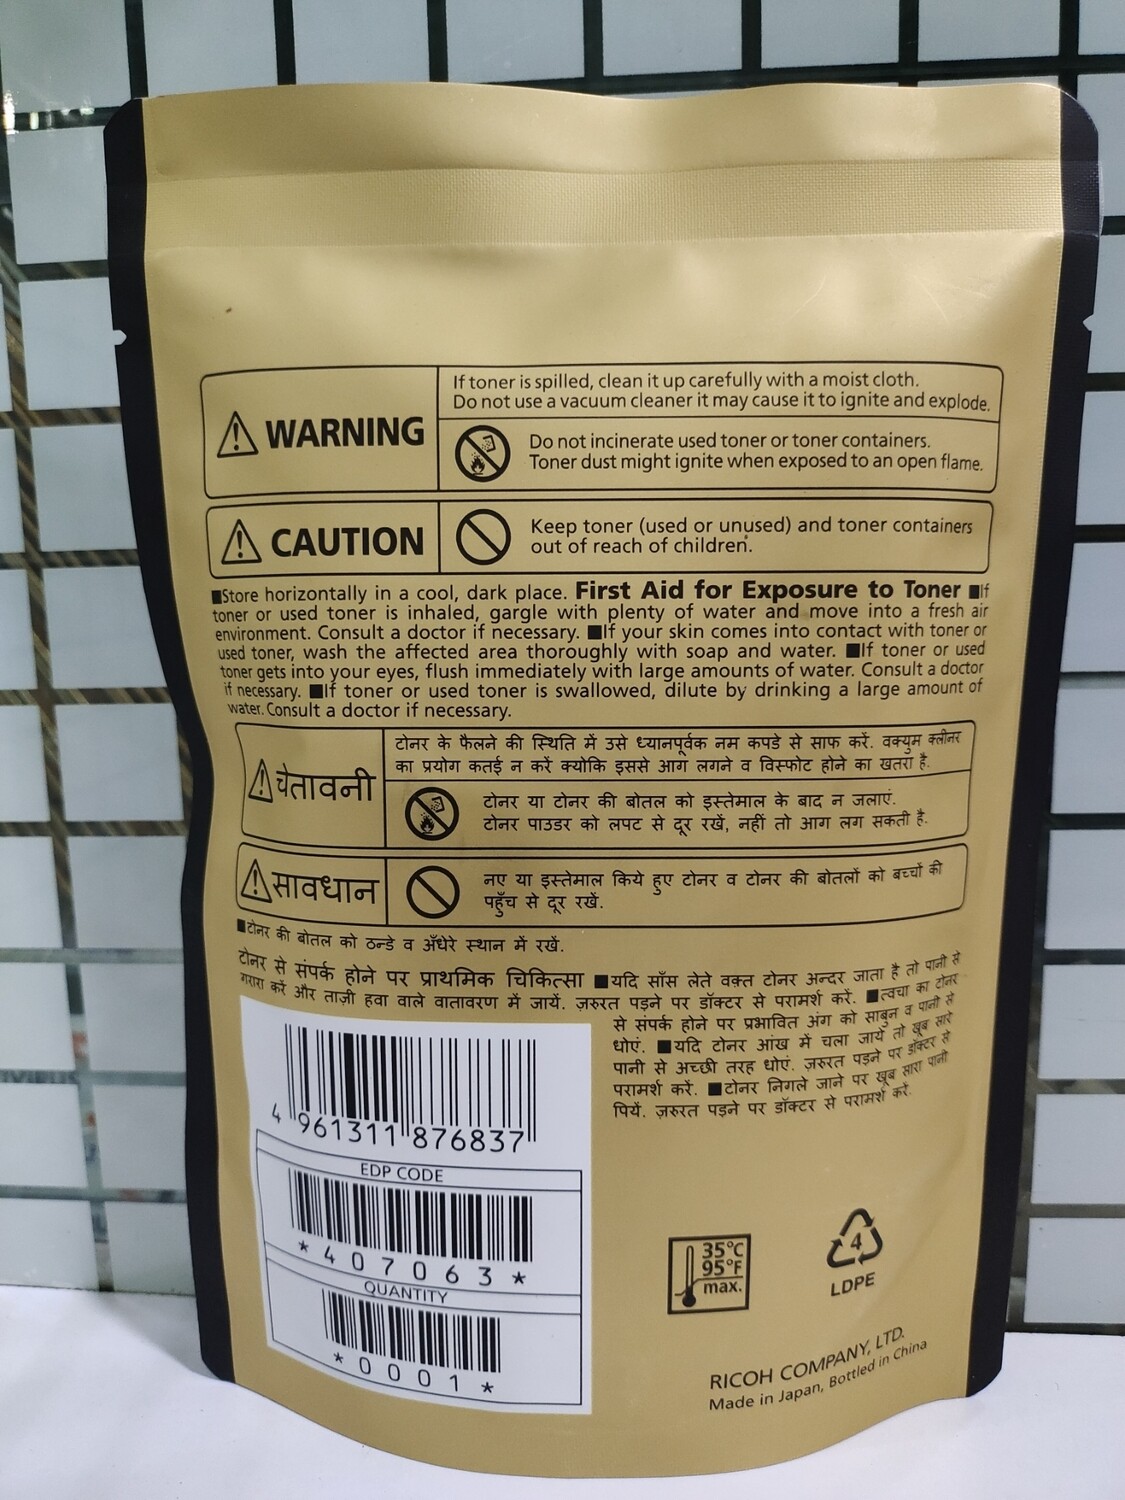 WARNING
If toner is spilled, clean it up carefully with a moist cloth.
Do not use a vacuum cleaner it may cause it to ignite and explode.
Do not incinerate used toner or toner containers.
Toner dust might ignite when exposed to an open flame.
CAUTION
Keep toner (used or unused) and toner containers
out of reach of children.
■Store horizontally in a cool, dark place. First Aid for Exposure to Toner ■If
toner or used toner is inhaled, gargle with plenty of water and move into a fresh air
environment. Consult a doctor if necessary. ■If your skin comes into contact with toner or
used toner, wash the affected area thoroughly with soap and water. ■If toner or used
toner gets into your eyes, flush immediately with large amounts of water. Consult a doctor
if necessary. ■If toner or used toner is swallowed, dilute by drinking a large amount of
water. Consult a doctor if necessary.
चेतावनी
टोनर के फैलने की स्थिति में उसे ध्यानपूर्वक नम कपडे से साफ करें. वक्युम क्लीनर
का प्रयोग कतई न करें क्योकि इससे आग लगने व विस्फोट होने का खतरा है.
टोनर या टोनर की बोतल को इस्तेमाल के बाद न जलाएं.
टोनर पाउडर को लपट से दूर रखें, नहीं तो आग लग सकती है.
सावधान
नए या इस्तेमाल किये हुए टोनर व टोनर की बोतलों को बच्चों की
पहुँच से दूर रखें.
■टोनर की बोतल को ठन्डे व अँधेरे स्थान में रखें.
टोनर से संपर्क होने पर प्राथमिक चिकित्सा ■यदि साँस लेते वक़्त टोनर अन्दर जाता है तो पानी से
गरारा करें और ताज़ी हवा वाले वातावरण में जायें. ज़रुरत पड़ने पर डॉक्टर से परामर्श करें. ■त्वचा का टोनर
से संपर्क होने पर प्रभावित अंग को साबुन व पानी से
धोएं. ■यदि टोनर आंख में चला जाये तो खूब सारे
पानी से अच्छी तरह धोएं. ज़रुरत पड़ने पर डॉक्टर से
परामर्श करें. ■टोनर निगले जाने पर खूब सारा पानी
पियें. ज़रुरत पड़ने पर डॉक्टर से परामर्श करें.
4 961311 876837
EDP CODE
*407063*
QUANTITY
*0001*
35°C
95°F
max.
4
LDPE
RICOH COMPANY, LTD.
Made in Japan, Bottled in China